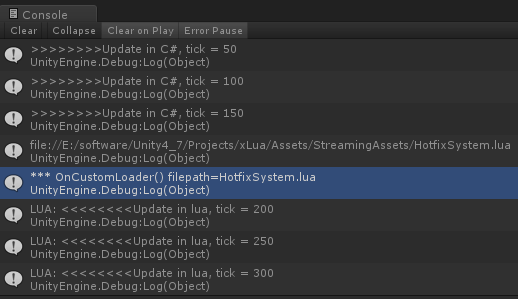 Console
Clear Collapse Clear on Play Error Pause
>>>>>>>>Update in C#, tick = 50
UnityEngine.Debug:Log(Object)
>>>>>>>>Update in C#, tick = 100
UnityEngine.Debug:Log(Object)
>>>>>>>>Update in C#, tick = 150
UnityEngine.Debug:Log(Object)
file://E:/software/Unity4_7/Projects/xLua/Assets/StreamingAssets/HotfixSystem.lua
UnityEngine.Debug:Log(Object)
*** OnCustomLoader() filepath=HotfixSystem.lua
UnityEngine.Debug:Log(Object)
LUA: <<<<<<<<Update in lua, tick = 200
UnityEngine.Debug:Log(Object)
LUA: <<<<<<<<Update in lua, tick = 250
UnityEngine.Debug:Log(Object)
LUA: <<<<<<<<Update in lua, tick = 300
UnityEngine.Debug:Log(Object)